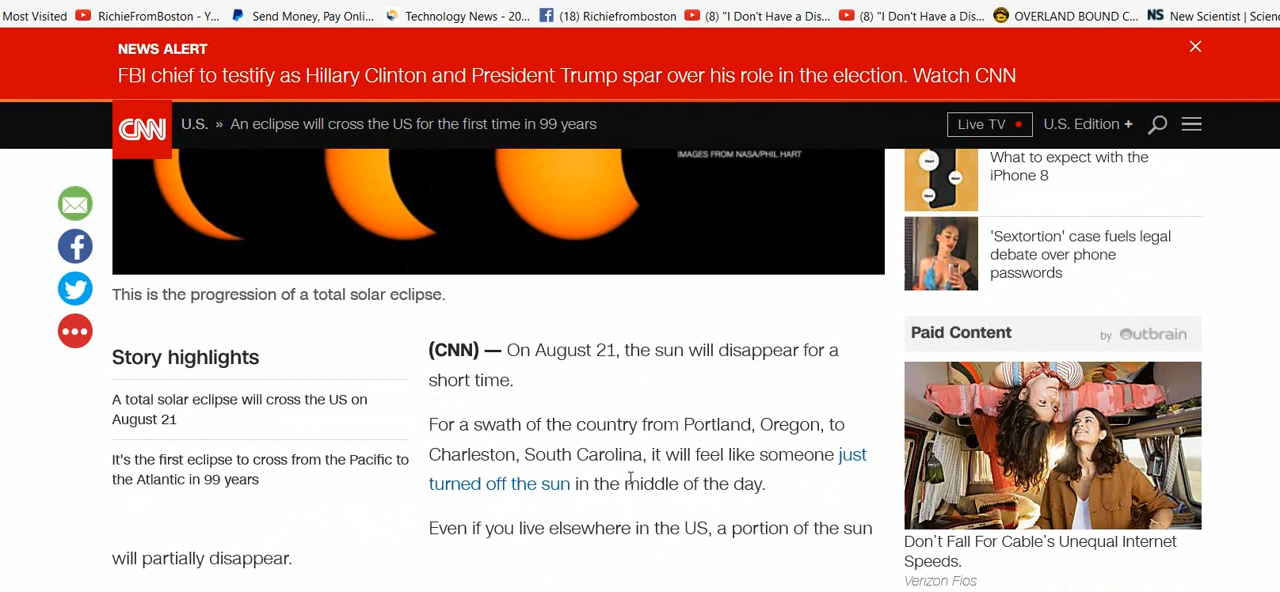 Most Visited RichieFromBoston - Y... Send Money, Pay Onli... Technology News - 20... (18) Richiefromboston (8) "I Don't Have a Dis... (8) "I Don't Have a Dis... OVERLAND BOUND C... NS New Scientist | Scien
NEWS ALERT
FBI chief to testify as Hillary Clinton and President Trump spar over his role in the election. Watch CNN
CNN U.S. » An eclipse will cross the US for the first time in 99 years Live TV U.S. Edition +
IMAGES FROM NASA/PHIL HART
This is the progression of a total solar eclipse.
Story highlights
A total solar eclipse will cross the US on
August 21
It's the first eclipse to cross from the Pacific to
the Atlantic in 99 years
(CNN) — On August 21, the sun will disappear for a
short time.
For a swath of the country from Portland, Oregon, to
Charleston, South Carolina, it will feel like someone just
turned off the sun in the middle of the day.
Even if you live elsewhere in the US, a portion of the sun
will partially disappear.
What to expect with the
iPhone 8
'Sextortion' case fuels legal
debate over phone
passwords
Paid Content by Outbrain
Don't Fall For Cable's Unequal Internet
Speeds.
Verizon Fios